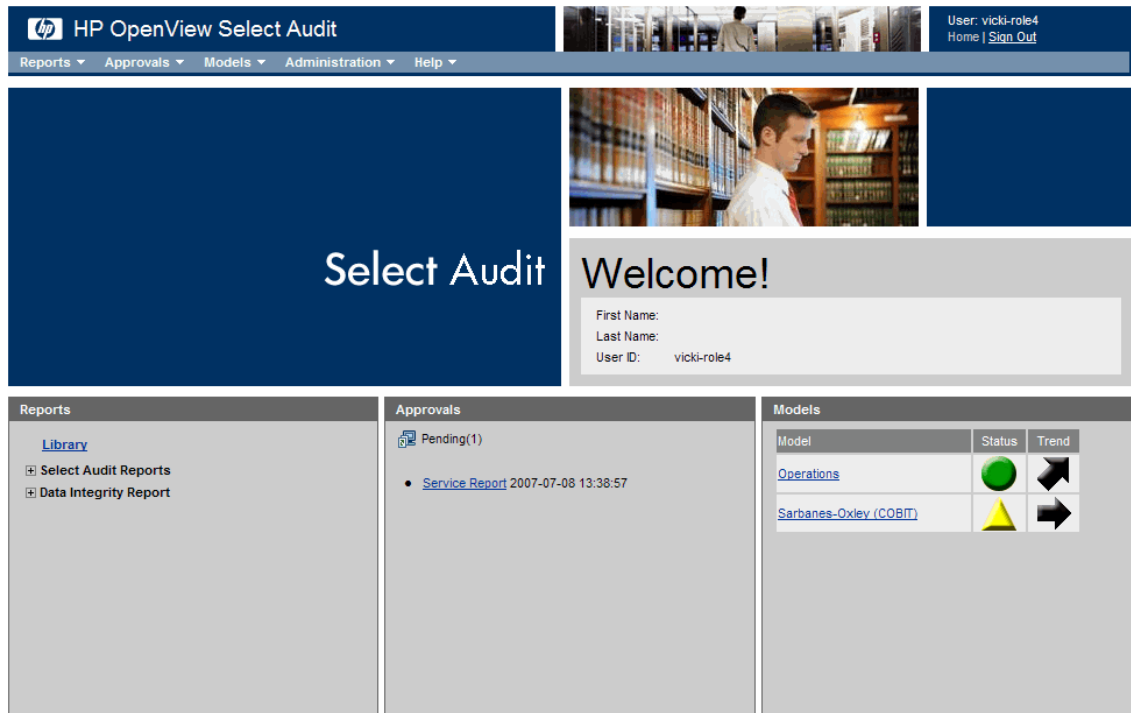 hp HP OpenView Select Audit
User: vicki-role4
Home | Sign Out
Reports Approvals Models Administration Help
Select Audit
Welcome!
First Name:
Last Name:
User ID: vicki-role4
Reports
Library
Select Audit Reports
Data Integrity Report
Approvals
Pending(1)
Service Report 2007-07-08 13:38:57
Models
Model Status Trend
Operations
Sarbanes-Oxley (COBIT)